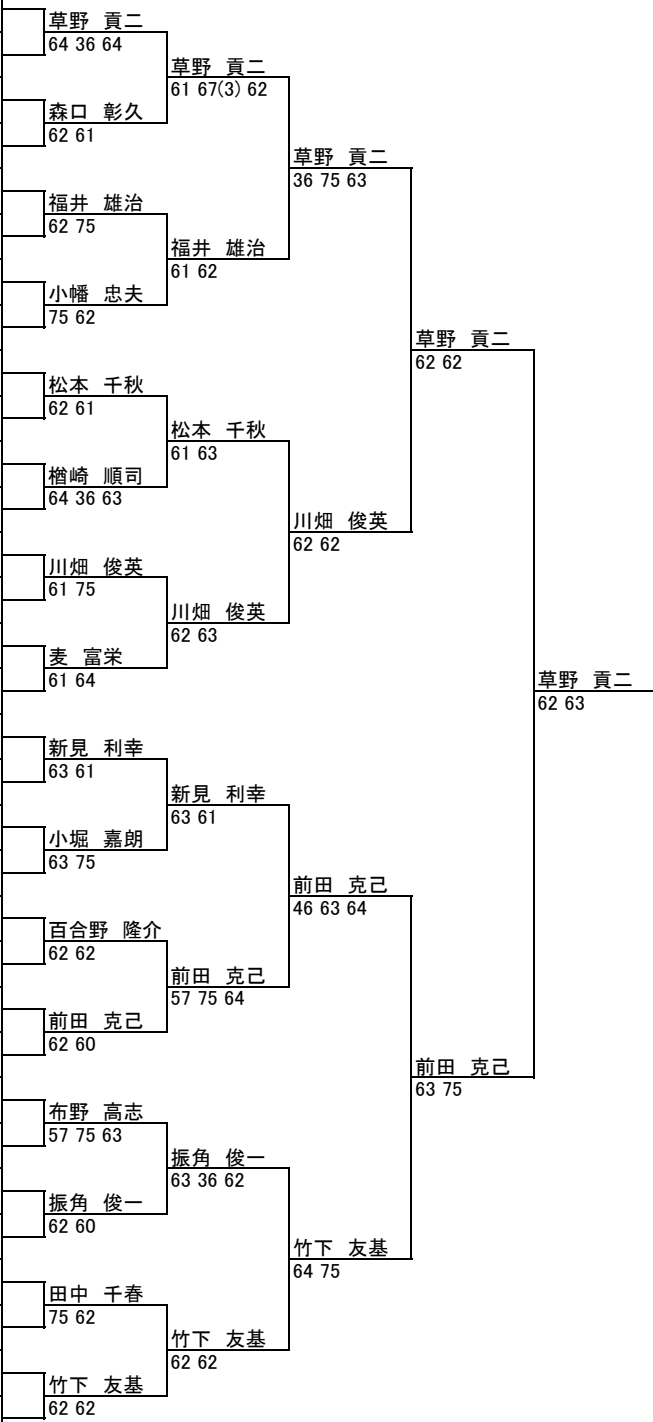 草野 貢二
64 36 64
草野 貢二
61 67(3) 62
森口 彰久
62 61
草野 貢二
36 75 63
福井 雄治
62 75
福井 雄治
61 62
小幡 忠夫
75 62
草野 貢二
62 62
松本 千秋
62 61
松本 千秋
61 63
楢崎 順司
64 36 63
川畑 俊英
62 62
川畑 俊英
61 75
川畑 俊英
62 63
麦 富栄
61 64
草野 貢二
62 63
新見 利幸
63 61
新見 利幸
63 61
小堀 嘉朗
63 75
前田 克己
46 63 64
百合野 隆介
62 62
前田 克己
57 75 64
前田 克己
62 60
前田 克己
63 75
布野 高志
57 75 63
振角 俊一
63 36 62
振角 俊一
62 60
竹下 友基
64 75
田中 千春
75 62
竹下 友基
62 62
竹下 友基
62 62